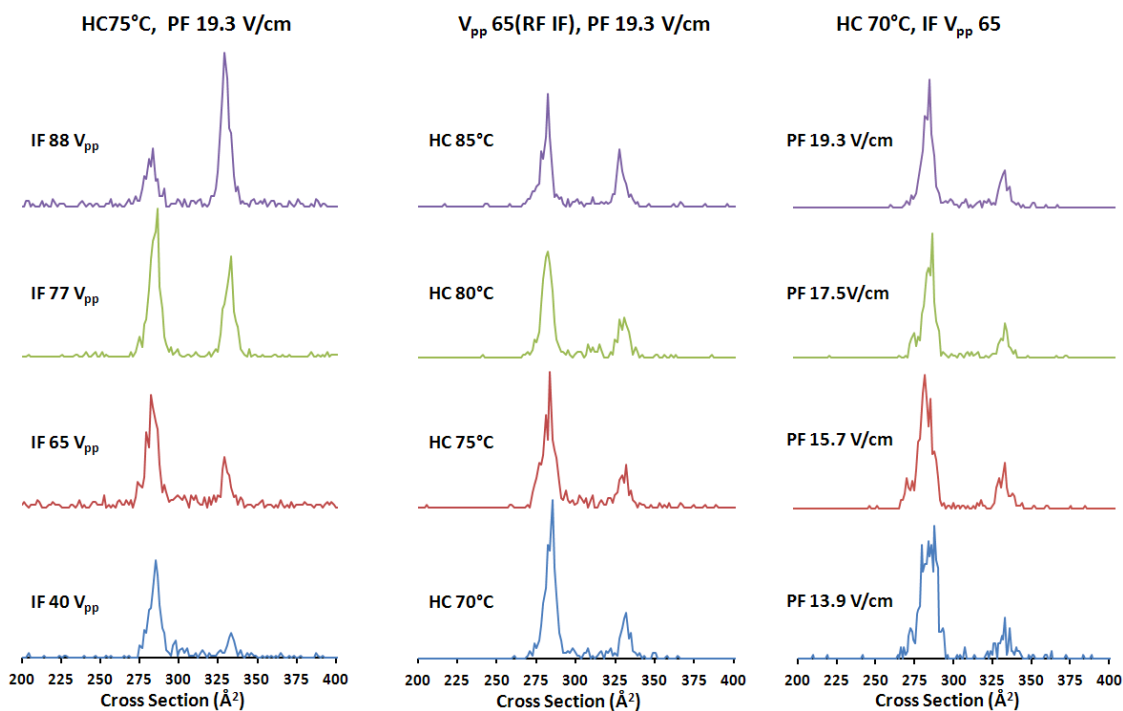 HC75°C, PF 19.3 V/cm
IF 88 Vpp
IF 77 Vpp
IF 65 Vpp
IF 40 Vpp
200 225 250 275 300 325 350 375 400
Cross Section (Å²)
Vpp 65(RF IF), PF 19.3 V/cm
HC 85°C
HC 80°C
HC 75°C
HC 70°C
200 225 250 275 300 325 350 375 400
Cross Section (Å²)
HC 70°C, IF Vpp 65
PF 19.3 V/cm
PF 17.5V/cm
PF 15.7 V/cm
PF 13.9 V/cm
200 225 250 275 300 325 350 375 400
Cross Section (Å²)